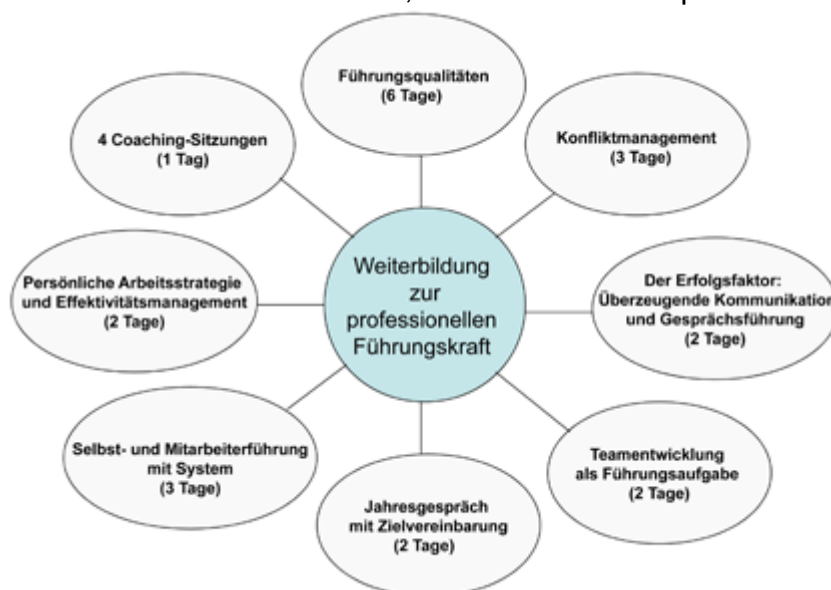 Führungsqualitäten
(6 Tage)
4 Coaching-Sitzungen
(1 Tag)
Konfliktmanagement
(3 Tage)
Weiterbildung
zur
professionellen
Führungskraft
Persönliche Arbeitsstrategie
und Effektivitätsmanagement
(2 Tage)
Der Erfolgsfaktor:
Überzeugende Kommunikation
und Gesprächsführung
(2 Tage)
Selbst- und Mitarbeiterführung
mit System
(3 Tage)
Teamentwicklung
als Führungsaufgabe
(2 Tage)
Jahresgespräch
mit Zielvereinbarung
(2 Tage)